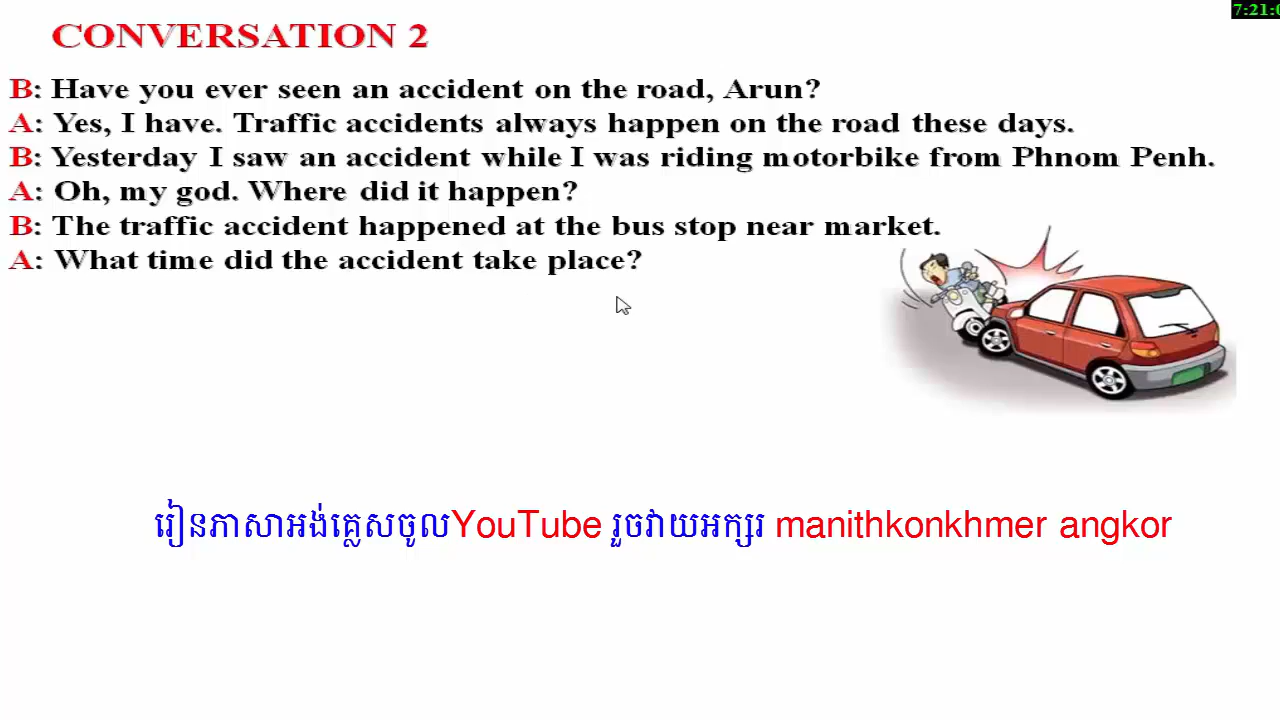 7:21:0
CONVERSATION 2
B: Have you ever seen an accident on the road, Arun?
A: Yes, I have. Traffic accidents always happen on the road these days.
B: Yesterday I saw an accident while I was riding motorbike from Phnom Penh.
A: Oh, my god. Where did it happen?
B: The traffic accident happened at the bus stop near market.
A: What time did the accident take place?
រៀនភាសាអង់គ្លេសចូលYouTube រួចវាយអក្សរ manithkonkhmer angkor